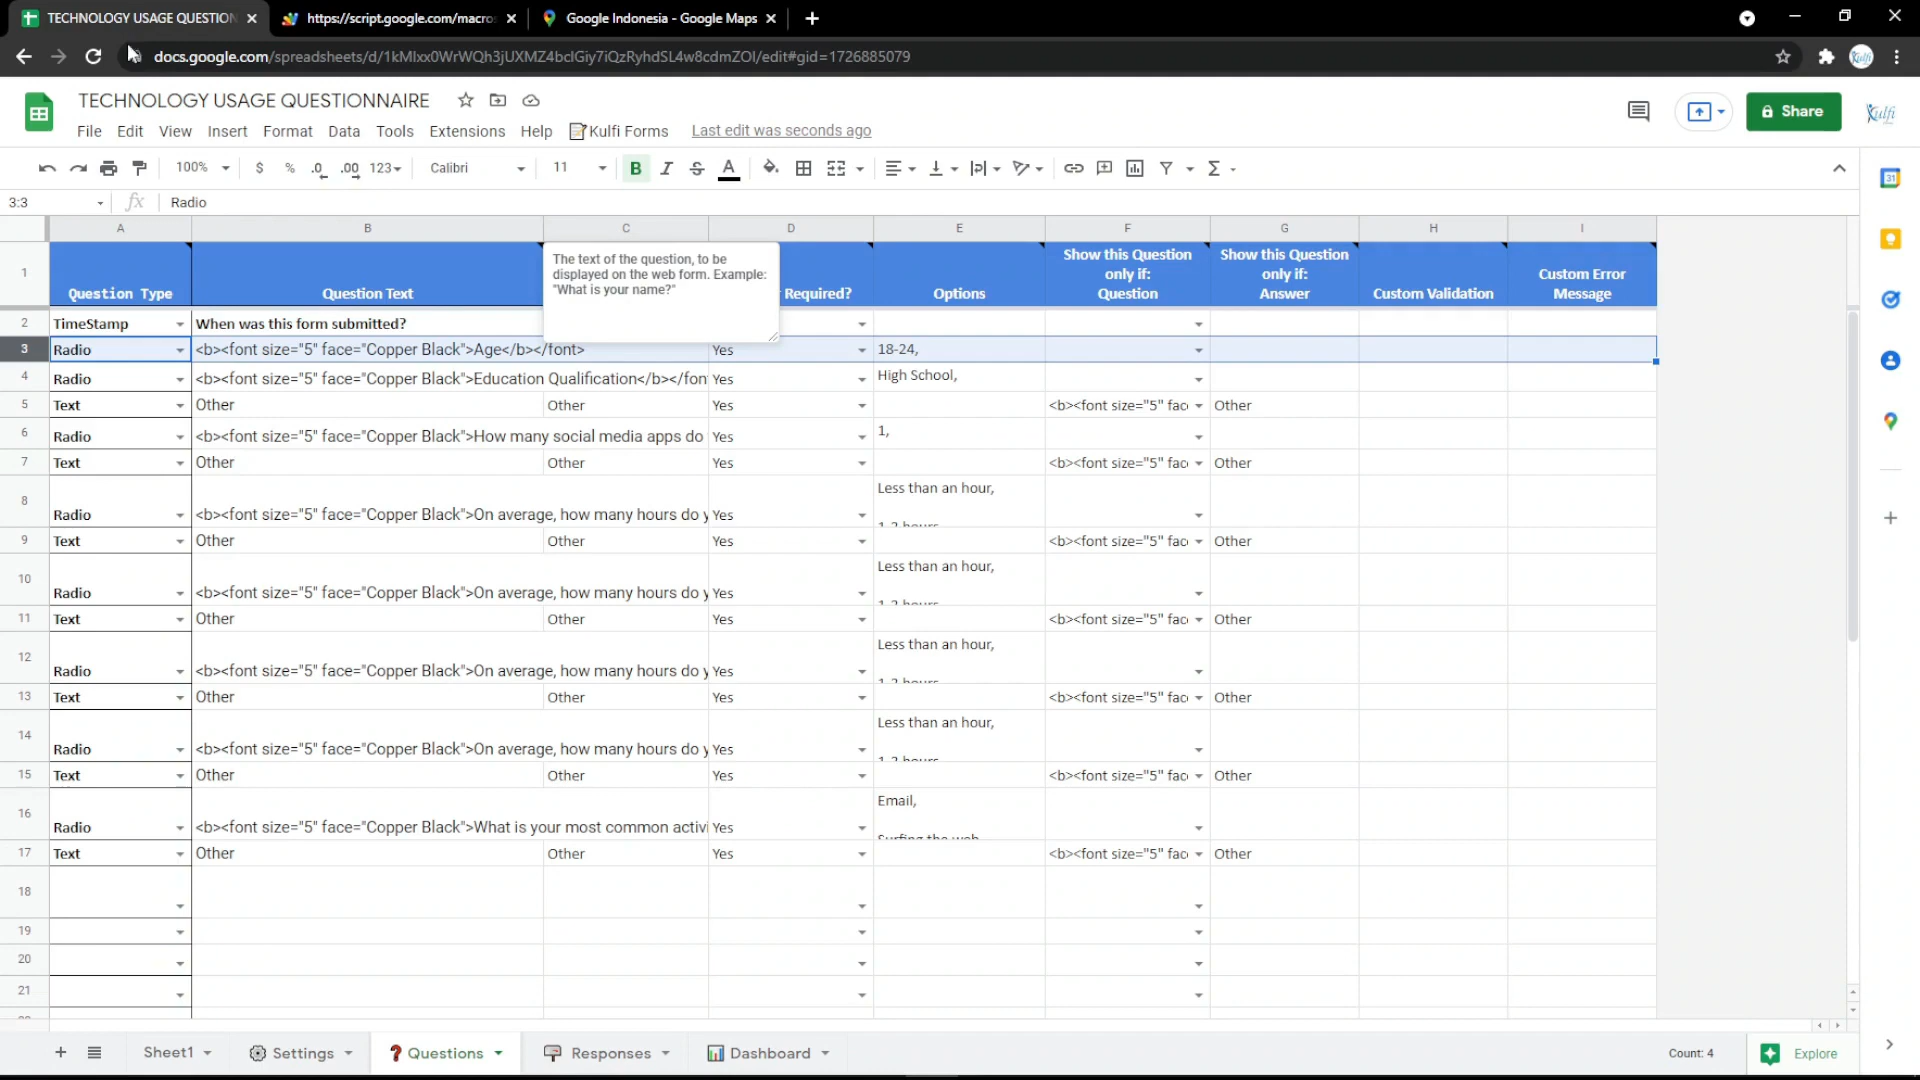 TECHNOLOGY USAGE QUESTION
https://script.google.com/macro
Google Indonesia - Google Maps
docs.google.com/spreadsheets/d/1kMlxx0WrWQh3jUXMZ4bclGiy7iQzRyhdSL4w8cdmZOI/edit#gid=1726885079
TECHNOLOGY USAGE QUESTIONNAIRE
File Edit View Insert Format Data Tools Extensions Help Kulfi Forms Last edit was seconds ago
Share
Kulfi
100% $ % .0 .00 123 Calibri 11 B I S A
3:3 fx Radio
A B C D E F G H I
1 Question Type Question Text Required? Options Show this Question only if: Question Show this Question only if: Answer Custom Validation Custom Error Message
The text of the question, to be
displayed on the web form. Example:
"What is your name?"
2 TimeStamp When was this form submitted?
3 Radio <b><font size="5" face="Copper Black">Age</b></font> Yes 18-24,
4 Radio <b><font size="5" face="Copper Black">Education Qualification</b></fon Yes High School,
5 Text Other Other Yes <b><font size="5" fac Other
6 Radio <b><font size="5" face="Copper Black">How many social media apps do Yes 1,
7 Text Other Other Yes <b><font size="5" fac Other
8 Radio <b><font size="5" face="Copper Black">On average, how many hours do y Yes Less than an hour,
1-2 hours
9 Text Other Other Yes <b><font size="5" fac Other
10 Radio <b><font size="5" face="Copper Black">On average, how many hours do y Yes Less than an hour,
1-2 hours
11 Text Other Other Yes <b><font size="5" fac Other
12 Radio <b><font size="5" face="Copper Black">On average, how many hours do y Yes Less than an hour,
1-2 hours
13 Text Other Other Yes <b><font size="5" fac Other
14 Radio <b><font size="5" face="Copper Black">On average, how many hours do y Yes Less than an hour,
1-2 hours
15 Text Other Other Yes <b><font size="5" fac Other
16 Radio <b><font size="5" face="Copper Black">What is your most common activi Yes Email,
Surfing the web
17 Text Other Other Yes <b><font size="5" fac Other
18
19
20
21
Sheet1 Settings Questions Responses Dashboard Count: 4 Explore